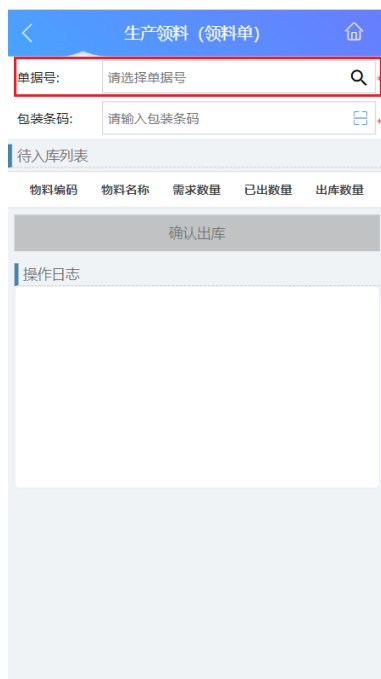 生产领料（领料单）
单据号: 请选择单据号 *
包装条码: 请输入包装条码 *
待入库列表
物料编码 物料名称 需求数量 已出数量 出库数量
确认出库
操作日志